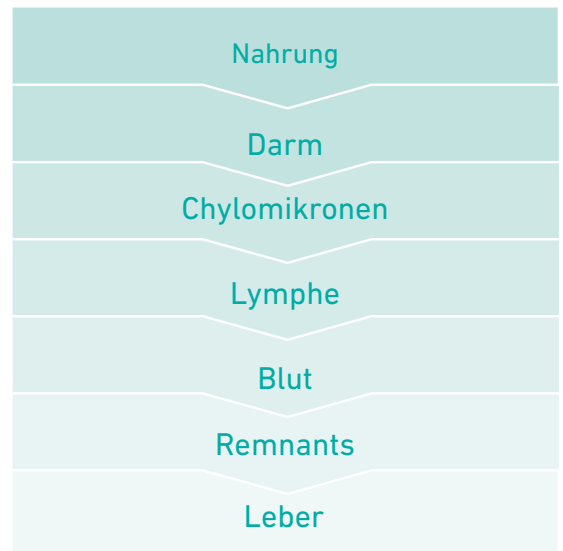 Nahrung
Darm
Chylomikronen
Lymphe
Blut
Remnants
Leber